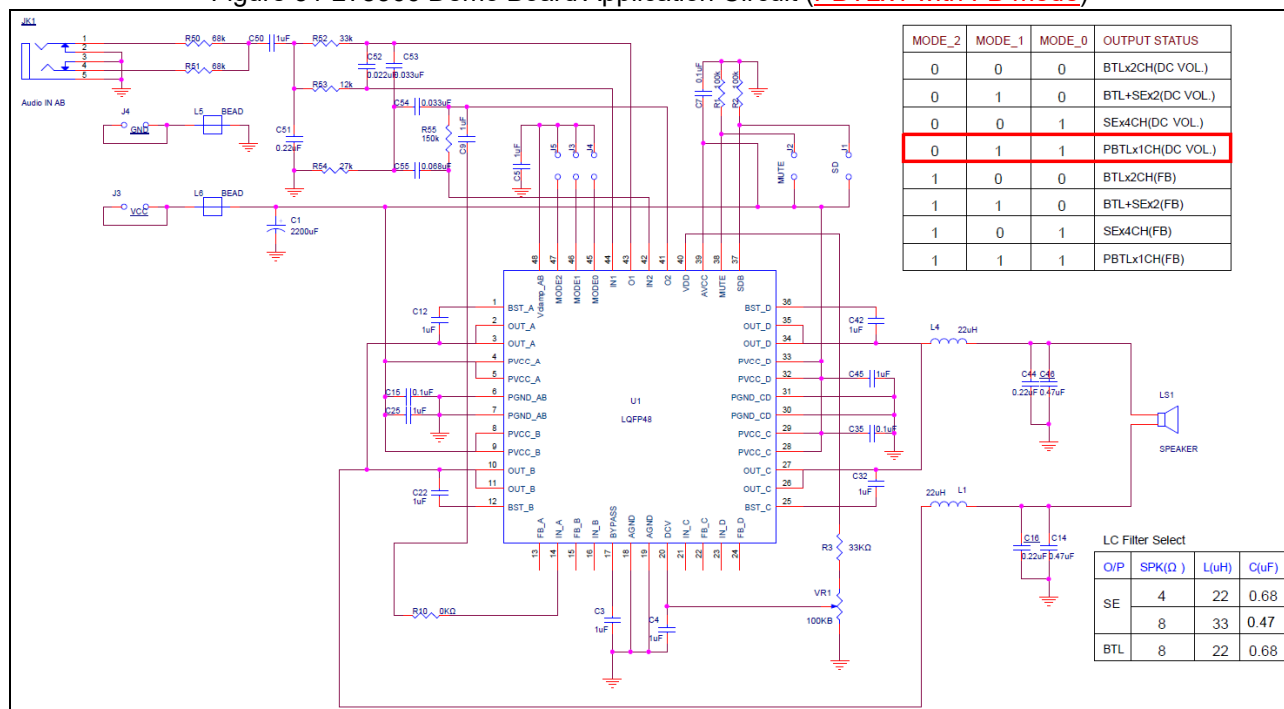 JK1
1
2
3
4
5
Audio IN AB
R50 68k
R51 68k
C50 1uF
R52 33k
R53 12k
C52
0.022uF
C53
0.033uF
C54 0.033uF
R55
150k
C55 0.068uF
C51
0.22uF
R54 27k
C9
1uF
J4
GND
L5 BEAD
J3
VCC
L6 BEAD
C1
2200uF
C5
1uF
J5
J3
J4
C7
0.1uF
R1 100k
R2 100k
J2
MUTE
J1
SD
MODE_2 MODE_1 MODE_0 OUTPUT STATUS
0 0 0 BTLx2CH(DC VOL.)
0 1 0 BTL+SEx2(DC VOL.)
0 0 1 SEx4CH(DC VOL.)
0 1 1 PBTLx1CH(DC VOL.)
1 0 0 BTLx2CH(FB)
1 1 0 BTL+SEx2(FB)
1 0 1 SEx4CH(FB)
1 1 1 PBTLx1CH(FB)
48 47 46 45 44 43 42 41 40 39 38 37
Vdamp_AB MODE2 MODE1 MODE0 IN1 O1 IN2 O2 VDD AVCC MUTE SDB
1 BST_A
2 OUT_A
3 OUT_A
4 PVCC_A
5 PVCC_A
6 PGND_AB
7 PGND_AB
8 PVCC_B
9 PVCC_B
10 OUT_B
11 OUT_B
12 BST_B
U1
LQFP48
BST_D 36
OUT_D 35
OUT_D 34
PVCC_D 33
PVCC_D 32
PGND_CD 31
PGND_CD 30
PVCC_C 29
PVCC_C 28
OUT_C 27
OUT_C 26
BST_C 25
FB_A IN_A FB_B IN_B BYPASS AGND AGND DCV IN_C FB_C IN_D FB_D
13 14 15 16 17 18 19 20 21 22 23 24
C12
1uF
C15 0.1uF
C25 1uF
C22
1uF
C42
1uF
C45 1uF
C35 0.1uF
C32
1uF
L4 22uH
C44
0.22uF
C46
0.47uF
LS1
SPEAKER
22uH L1
C16
0.22uF
C14
0.47uF
R10 0KΩ
C3
1uF
C4
1uF
R3 33KΩ
VR1
100KB
LC Filter Select
O/P SPK(Ω) L(uH) C(uF)
SE 4 22 0.68
8 33 0.47
BTL 8 22 0.68